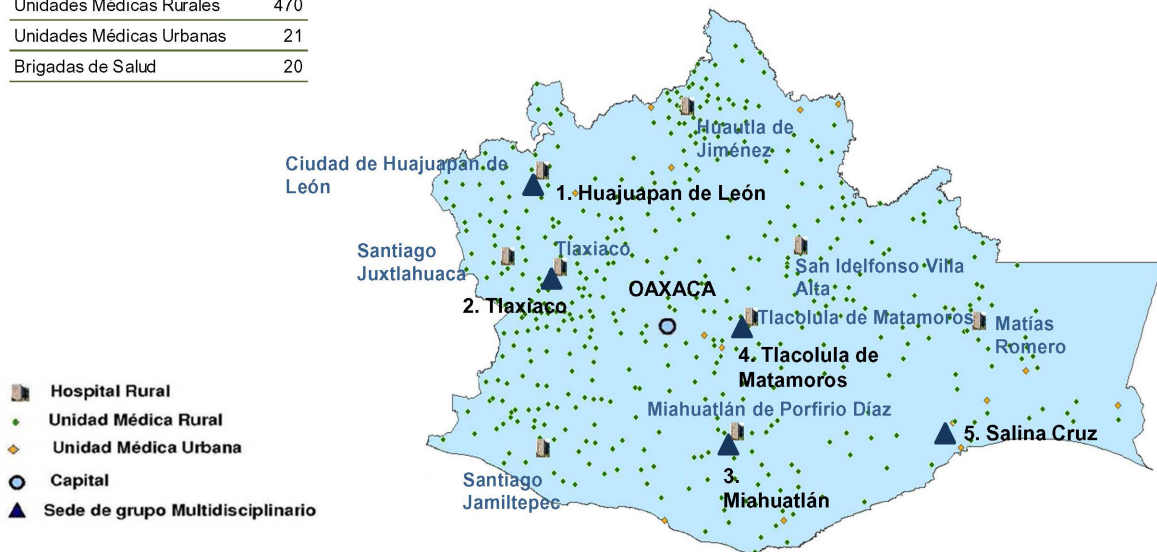 Unidades Médicas Rurales 470
Unidades Médicas Urbanas 21
Brigadas de Salud 20
Huautla de
Jiménez
Ciudad de Huajuapan de
León
1. Huajuapan de León
Santiago
Juxtlahuaca
Tlaxiaco
San Idelfonso Villa
Alta
2. Tlaxiaco
OAXACA
Tlacolula de Matamoros
Matías
Romero
4. Tlacolula de
Matamoros
Miahuatlán de Porfirio Díaz
5. Salina Cruz
Santiago
Jamiltepec
3.
Miahuatlán
Hospital Rural
Unidad Médica Rural
Unidad Médica Urbana
Capital
Sede de grupo Multidisciplinario